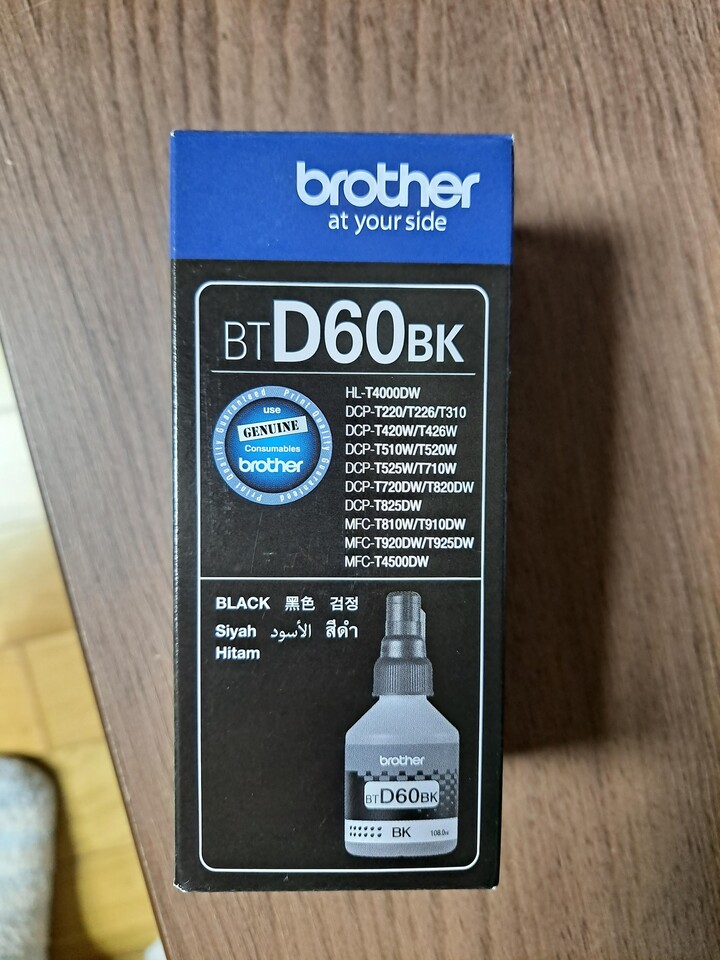 brother
at your side
BTD60BK
Print Quality Guaranteed Print Quality Guaranteed
use
GENUINE
Consumables
brother
HL-T4000DW
DCP-T220/T226/T310
DCP-T420W/T426W
DCP-T510W/T520W
DCP-T525W/T710W
DCP-T720DW/T820DW
DCP-T825DW
MFC-T810W/T910DW
MFC-T920DW/T925DW
MFC-T4500DW
BLACK 黑色 검정
Siyah الأسود สีดำ
Hitam
brother
BTD60BK
BK 108.0ml